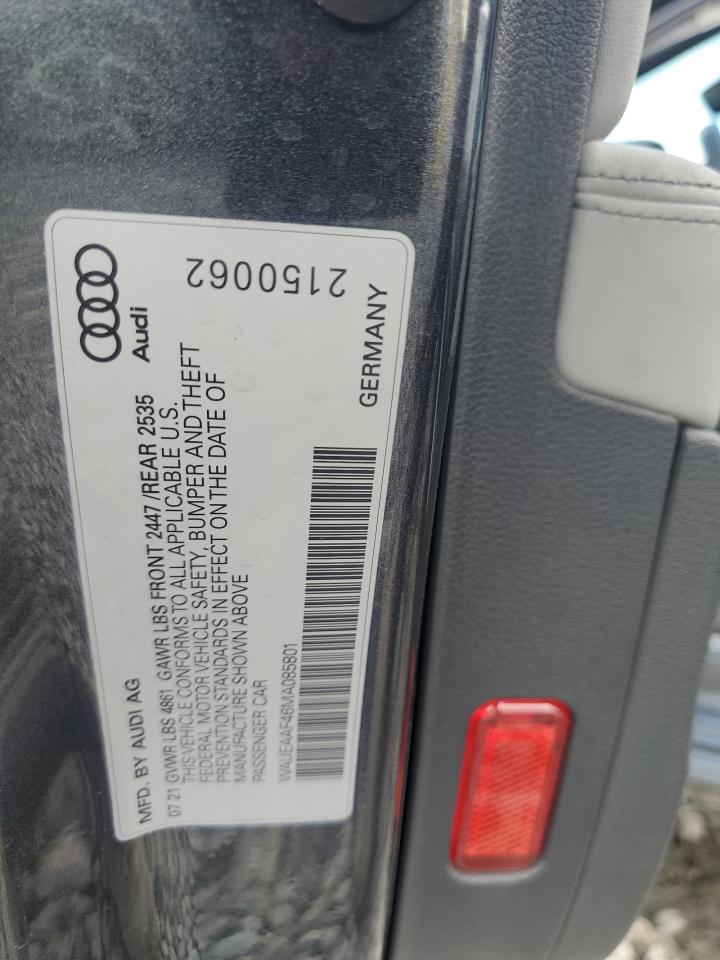 Audi
MFD. BY AUDI AG
07 21 GVWR LBS 4861 GAWR LBS FRONT 2447 /REAR 2535
THIS VEHICLE CONFORMS TO ALL APPLICABLE U.S.
FEDERAL MOTOR VEHICLE SAFETY, BUMPER AND THEFT
PREVENTION STANDARDS IN EFFECT ON THE DATE OF
MANUFACTURE SHOWN ABOVE
PASSENGER CAR
WAUEAAF46MA085801
GERMANY
2150062